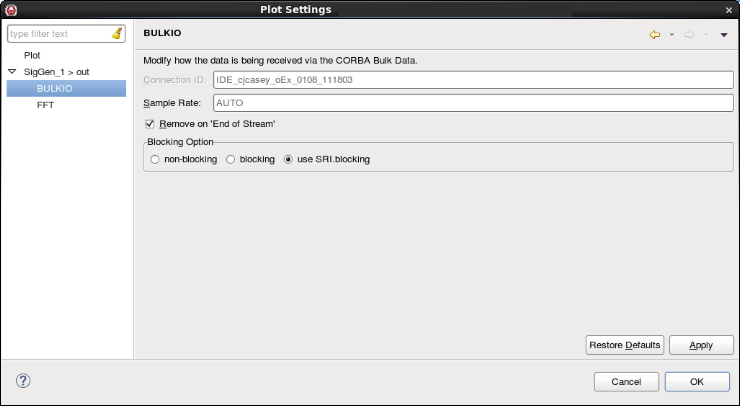 Plot Settings
type filter text
Plot
SigGen_1 > out
BULKIO
FFT
BULKIO
Modify how the data is being received via the CORBA Bulk Data.
Connection ID: IDE_cjcasey_oEx_0108_111803
Sample Rate: AUTO
Remove on 'End of Stream'
Blocking Option
non-blocking blocking use SRI.blocking
Restore Defaults Apply
Cancel OK